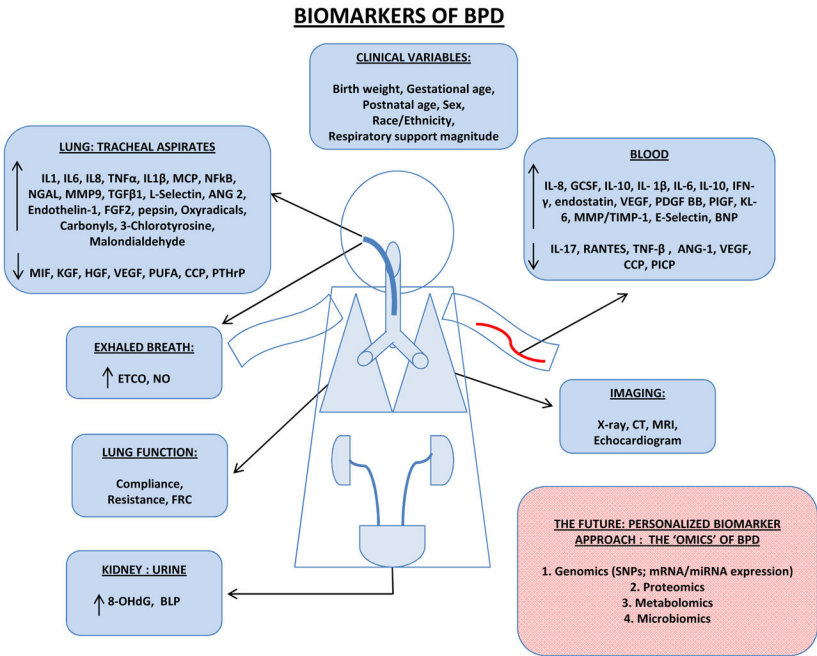 BIOMARKERS OF BPD
CLINICAL VARIABLES:
Birth weight, Gestational age,
Postnatal age, Sex,
Race/Ethnicity,
Respiratory support magnitude
LUNG: TRACHEAL ASPIRATES
IL1, IL6, IL8, TNFα, IL1β, MCP, NFkB,
NGAL, MMP9, TGFβ1, L-Selectin, ANG 2,
Endothelin-1, FGF2, pepsin, Oxyradicals,
Carbonyls, 3-Chlorotyrosine,
Malondialdehyde
MIF, KGF, HGF, VEGF, PUFA, CCP, PTHrP
BLOOD
IL-8, GCSF, IL-10, IL- 1β, IL-6, IL-10, IFN-
γ, endostatin, VEGF, PDGF BB, PIGF, KL-
6, MMP/TIMP-1, E-Selectin, BNP
IL-17, RANTES, TNF-β , ANG-1, VEGF,
CCP, PICP
EXHALED BREATH:
ETCO, NO
IMAGING:
X-ray, CT, MRI,
Echocardiogram
LUNG FUNCTION:
Compliance,
Resistance, FRC
KIDNEY : URINE
8-OHdG, BLP
THE FUTURE: PERSONALIZED BIOMARKER
APPROACH : THE ‘OMICS’ OF BPD
1. Genomics (SNPs; mRNA/miRNA expression)
2. Proteomics
3. Metabolomics
4. Microbiomics